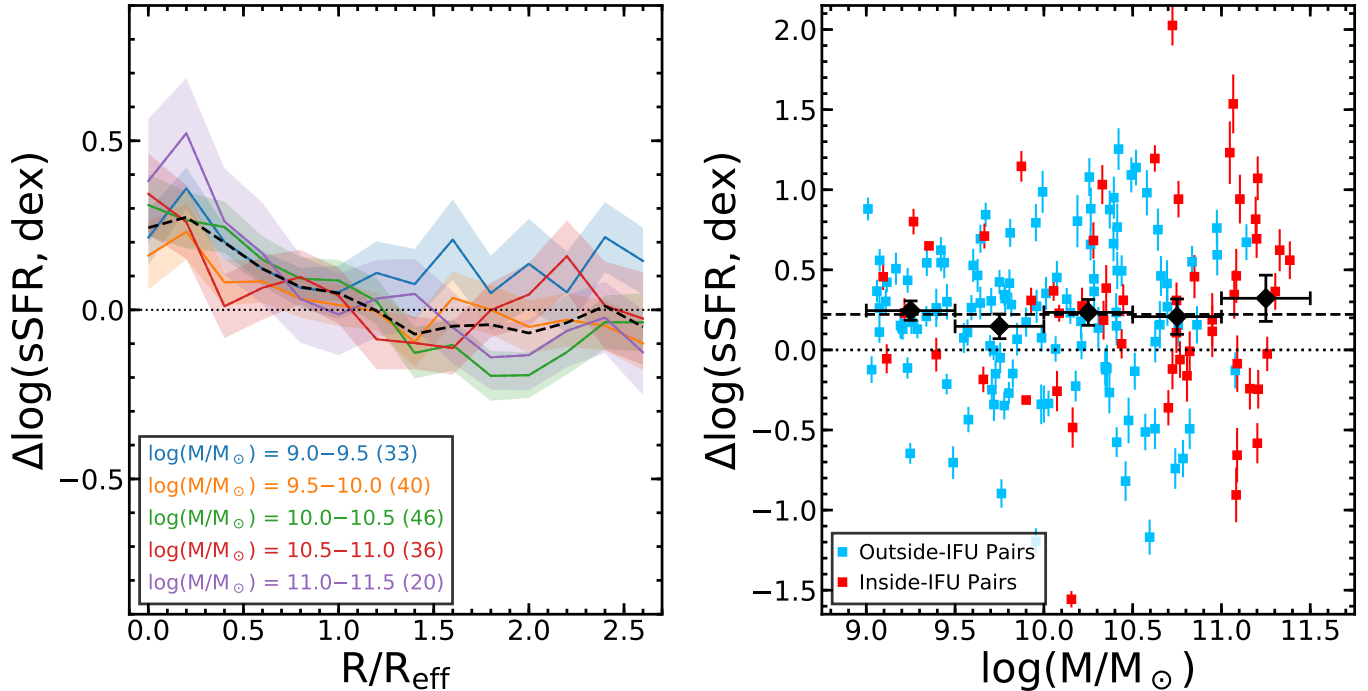 Δlog(sSFR, dex)
0.5
0.0
−0.5
log(M/M⊙) = 9.0−9.5 (33)
log(M/M⊙) = 9.5−10.0 (40)
log(M/M⊙) = 10.0−10.5 (46)
log(M/M⊙) = 10.5−11.0 (36)
log(M/M⊙) = 11.0−11.5 (20)
0.0 0.5 1.0 1.5 2.0 2.5
R/Reff
Δlog(sSFR, dex)
2.0
1.5
1.0
0.5
0.0
−0.5
−1.0
−1.5
Outside-IFU Pairs
Inside-IFU Pairs
9.0 9.5 10.0 10.5 11.0 11.5
log(M/M⊙)